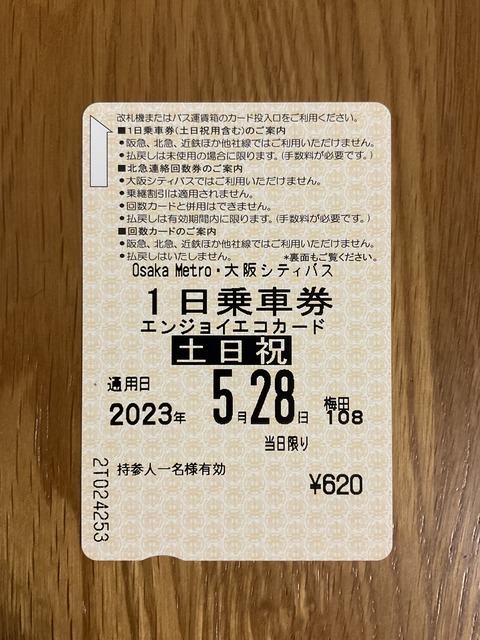 改札機またはバス運賃箱のカード投入口をご利用ください。
■1日乗車券(土日祝用含む)のご案内
●阪急、北急、近鉄ほか他社線ではご利用いただけません。
●払戻しは未使用の場合に限ります。(手数料が必要です。)
■北急連絡回数券のご案内
●大阪シティバスではご利用いただけません。
●乗継割引は適用されません。
●回数カードと併用はできません。
●払戻しは有効期間内に限ります。(手数料が必要です。)
■回数カードのご案内
●阪急、北急、近鉄ほか他社線ではご利用いただけません。
●払戻しはいたしません。 *裏面もご覧ください。
Osaka Metro・大阪シティバス
1日乗車券
エンジョイエコカード
土日祝
通用日
2023年 5月28日 梅田 108
当日限り
持参人一名様有効
¥620
2T024253